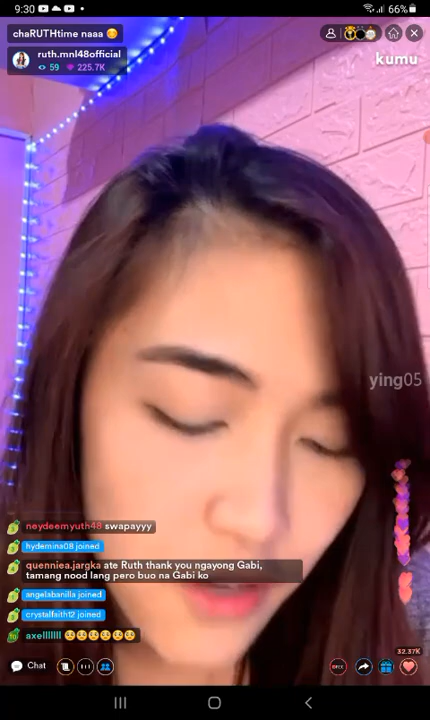 9:30
66%
chaRUTHtime naaa
ruth.mnl48official
59 225.7K
kumu
ying05
neydeemyuth48 swapayyy
hydemina08 joined
quenniea.jargka ate Ruth thank you ngayong Gabi,
tamang nood lang pero buo na Gabi ko
angelabanilla joined
crystalfaith12 joined
axelllllll
32.37K
Chat